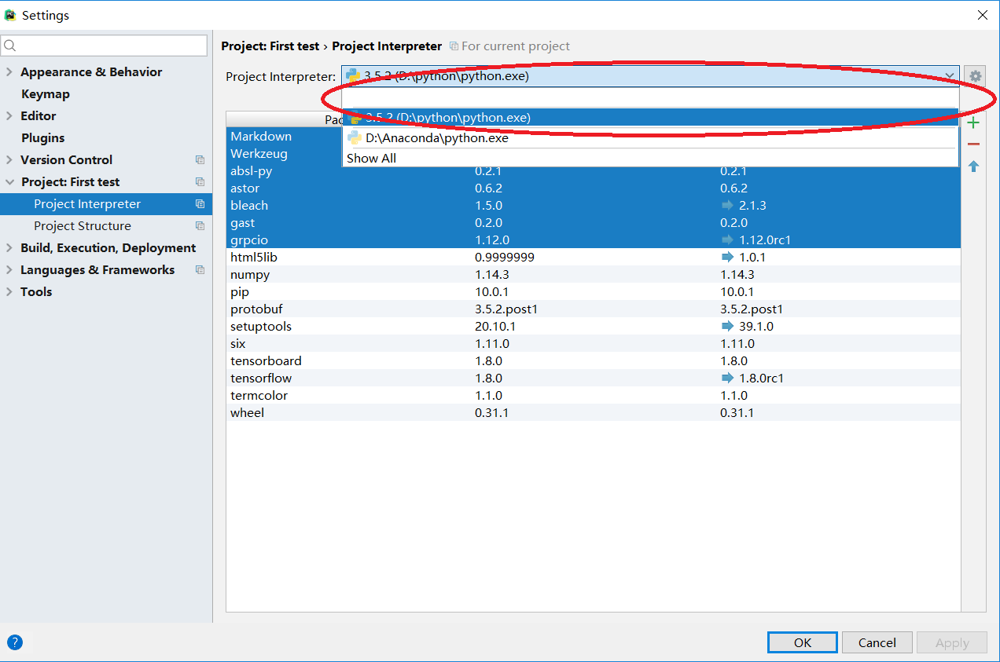 Settings
Project: First test › Project Interpreter For current project
Appearance & Behavior
Keymap
Editor
Plugins
Version Control
Project: First test
Project Interpreter
Project Structure
Build, Execution, Deployment
Languages & Frameworks
Tools
Project Interpreter: 3.5.2 (D:\python\python.exe)
3.5.2 (D:\python\python.exe)
D:\Anaconda\python.exe
Show All
Markdown
Werkzeug
absl-py 0.2.1 0.2.1
astor 0.6.2 0.6.2
bleach 1.5.0 2.1.3
gast 0.2.0 0.2.0
grpcio 1.12.0 1.12.0rc1
html5lib 0.9999999 1.0.1
numpy 1.14.3 1.14.3
pip 10.0.1 10.0.1
protobuf 3.5.2.post1 3.5.2.post1
setuptools 20.10.1 39.1.0
six 1.11.0 1.11.0
tensorboard 1.8.0 1.8.0
tensorflow 1.8.0 1.8.0rc1
termcolor 1.1.0 1.1.0
wheel 0.31.1 0.31.1
?
OK Cancel Apply